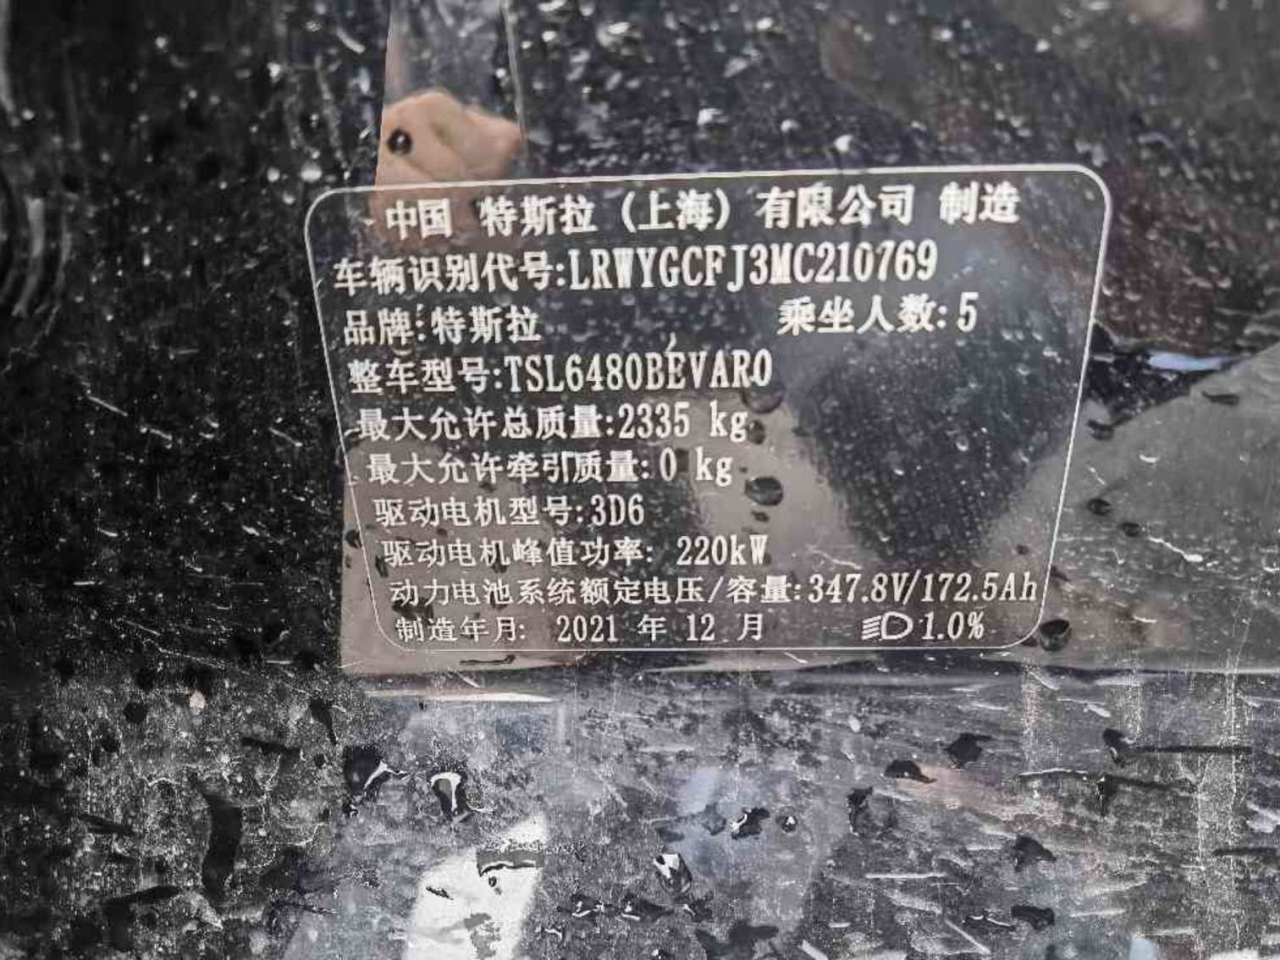 中国 特斯拉 (上海) 有限公司 制造
车辆识别代号:LRWYGCFJ3MC210769
品牌:特斯拉 乘坐人数:5
整车型号:TSL6480BEVAR0
最大允许总质量:2335 kg
最大允许牵引质量:0 kg
驱动电机型号:3D6
驱动电机峰值功率: 220kW
动力电池系统额定电压/容量:347.8V/172.5Ah
制造年月: 2021 年 12 月 1.0%